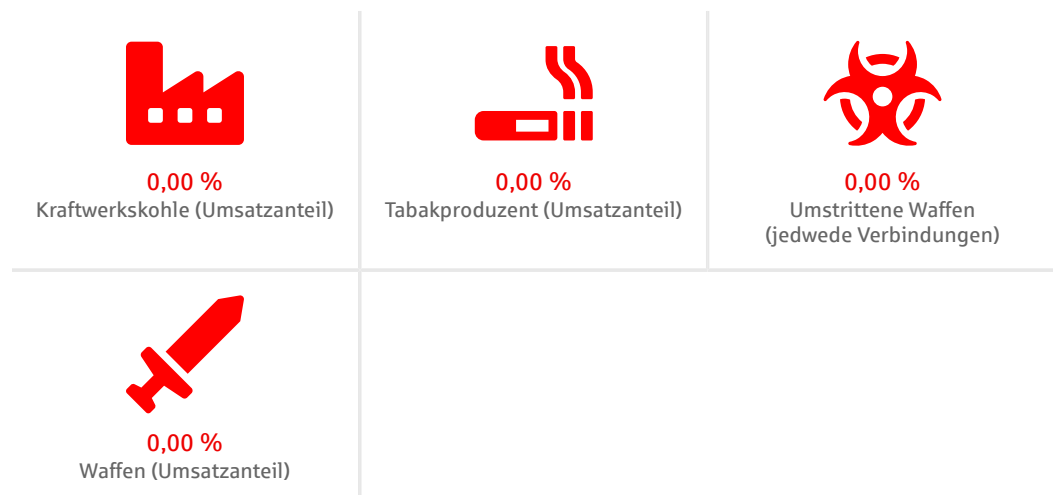 0,00 %
Kraftwerkskohle (Umsatzanteil)
0,00 %
Tabakproduzent (Umsatzanteil)
0,00 %
Umstrittene Waffen
(jedwede Verbindungen)
0,00 %
Waffen (Umsatzanteil)